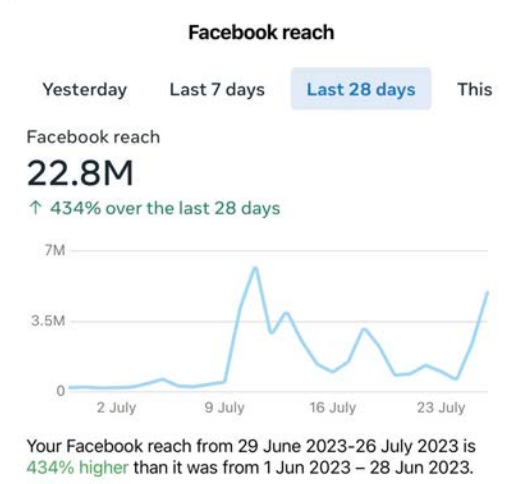 Facebook reach
Yesterday Last 7 days Last 28 days This
Facebook reach
22.8M
↑ 434% over the last 28 days
7M
3.5M
0
2 July 9 July 16 July 23 July
Your Facebook reach from 29 June 2023-26 July 2023 is
434% higher than it was from 1 Jun 2023 – 28 Jun 2023.